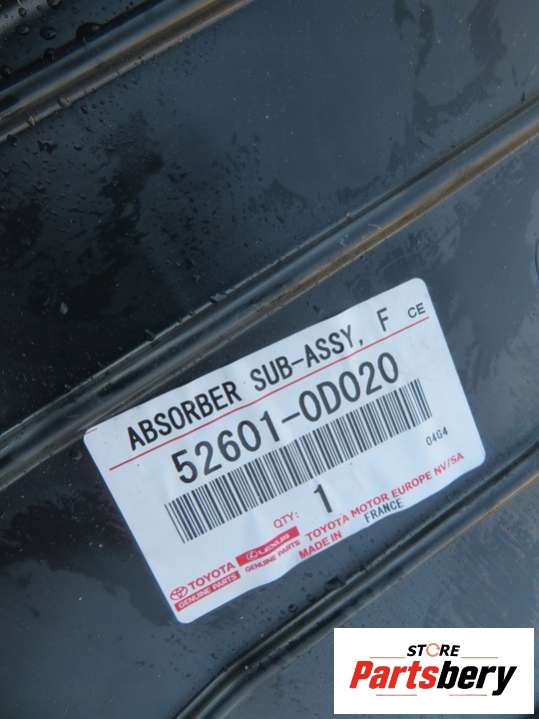 ABSORBER SUB-ASSY, F CE
52601-0D020
0404
QTY: 1
TOYOTA GENUINE PARTS
LEXUS GENUINE PARTS
TOYOTA MOTOR EUROPE NV/SA
MADE IN FRANCE
STORE
Partsbery